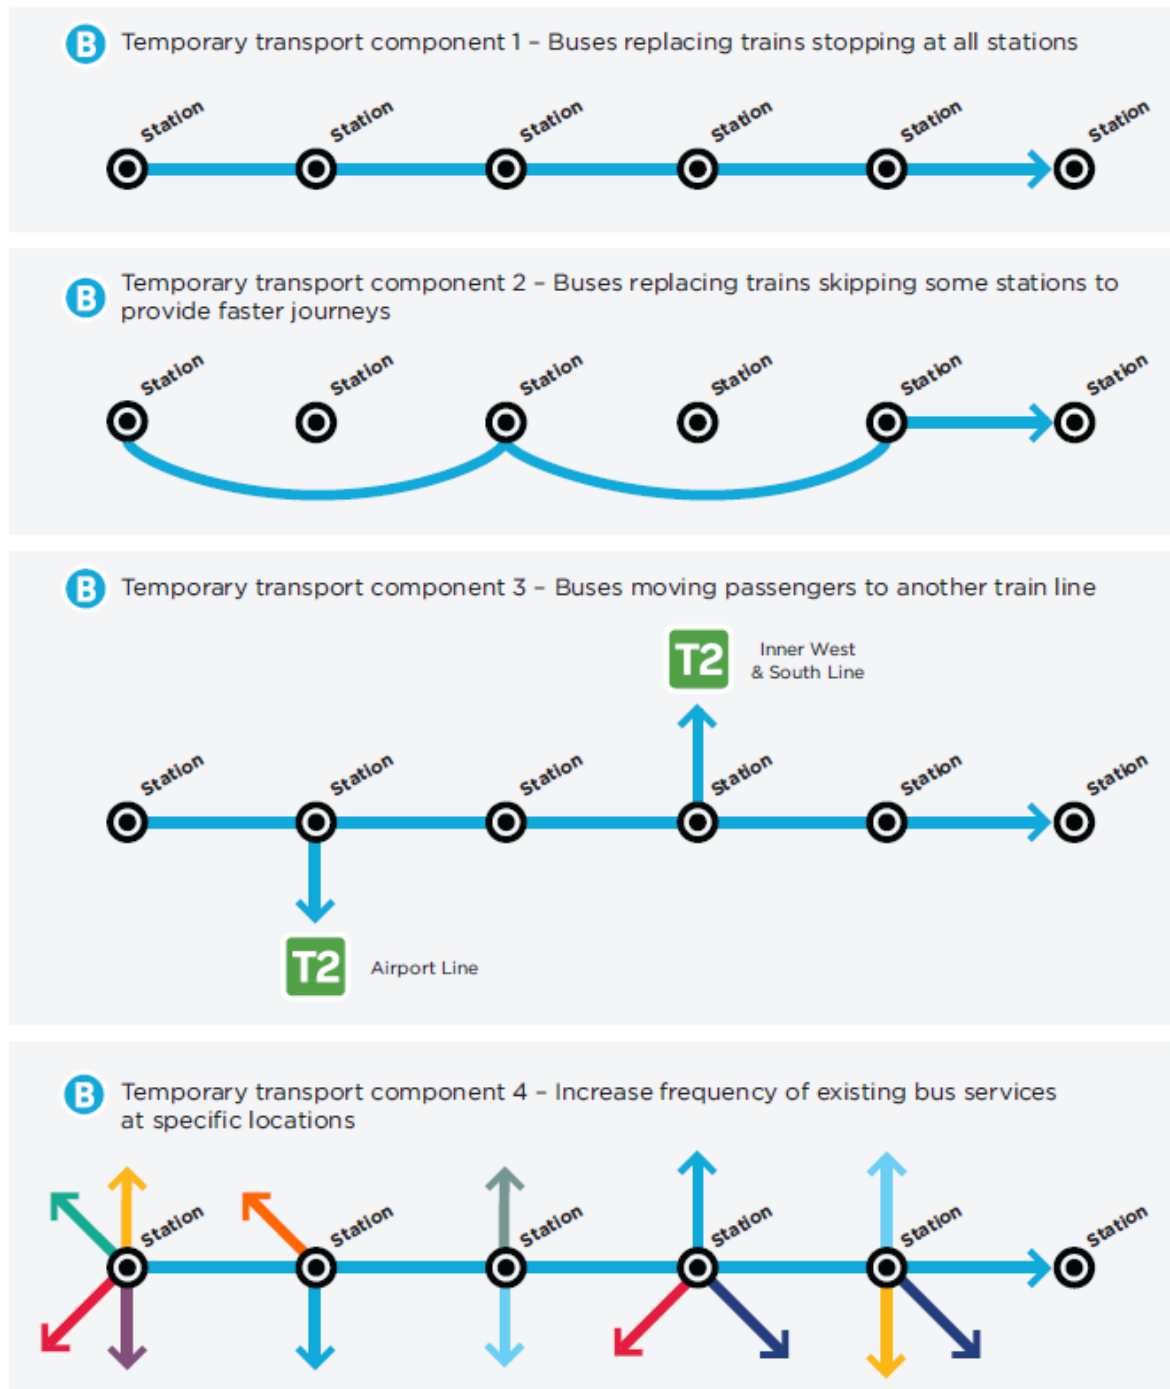 B Temporary transport component 1 – Buses replacing trains stopping at all stations
Station Station Station Station Station Station
B Temporary transport component 2 – Buses replacing trains skipping some stations to
provide faster journeys
Station Station Station Station Station Station
B Temporary transport component 3 – Buses moving passengers to another train line
T2 Inner West
& South Line
Station Station Station Station Station Station
T2 Airport Line
B Temporary transport component 4 – Increase frequency of existing bus services
at specific locations
Station Station Station Station Station Station